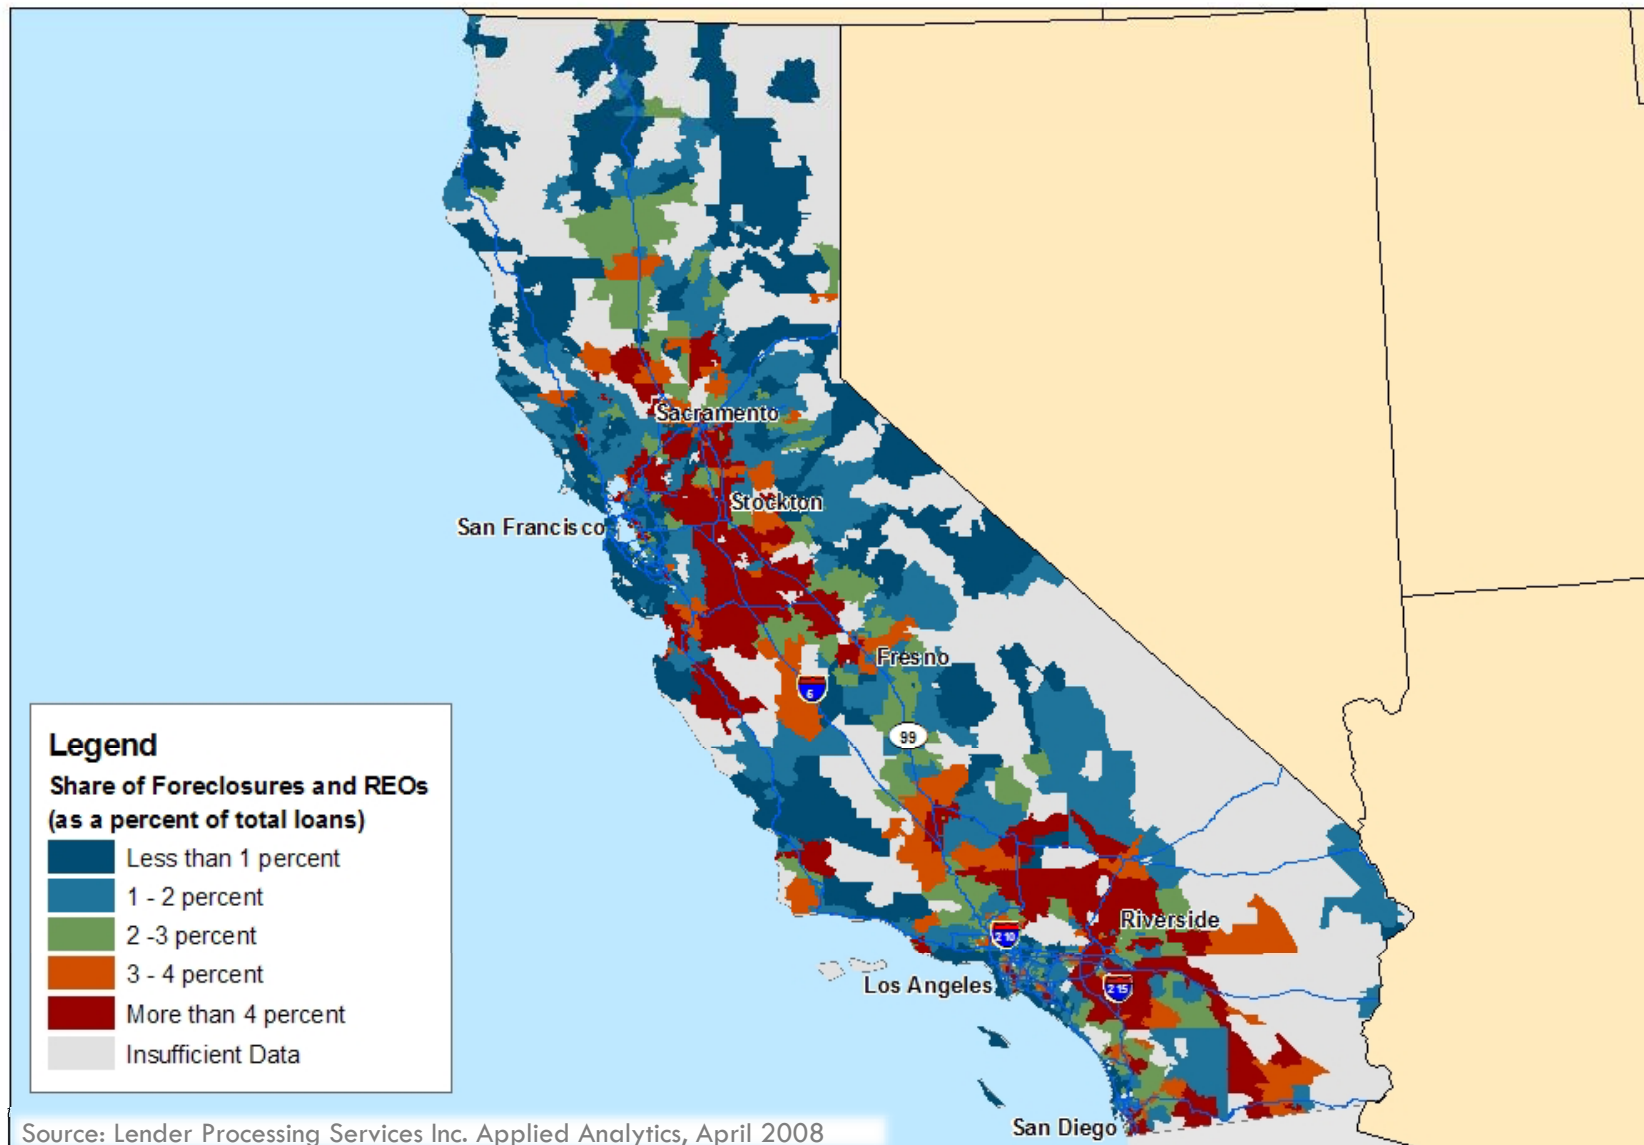 Sacramento
Stockton
San Francisco
Fresno
5
99
Legend
Share of Foreclosures and REOs
(as a percent of total loans)
Less than 1 percent
1 - 2 percent
2 -3 percent
3 - 4 percent
More than 4 percent
Insufficient Data
Riverside
210
Los Angeles
215
San Diego
Source: Lender Processing Services Inc. Applied Analytics, April 2008